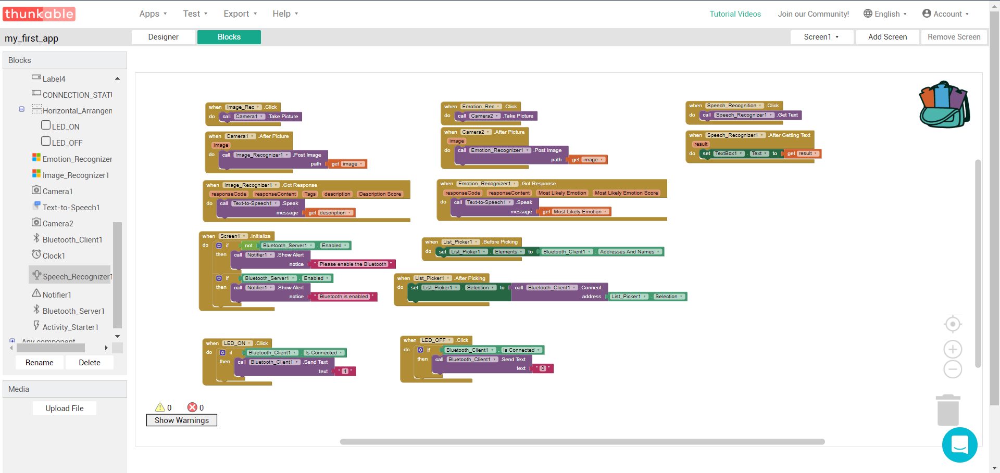 thunkable
Apps Test Export Help Tutorial Videos Join our Community! English Account
my_first_app Designer Blocks Screen1 Add Screen Remove Screen
Blocks
Label4
CONNECTION_STATU
Horizontal_Arrangen
LED_ON
LED_OFF
Emotion_Recognizer
Image_Recognizer1
Camera1
Text-to-Speech1
Camera2
Bluetooth_Client1
Clock1
Speech_Recognizer1
Notifier1
Bluetooth_Server1
Activity_Starter1
Any component
Rename Delete
Media
Upload File
when Image_Rec .Click
do call Camera1 .Take Picture
when Camera1 .After Picture
image
do call Image_Recognizer1 .Post Image
path get image
when Image_Recognizer1 .Got Response
responseCode responseContent Tags description Description Score
do call Text-to-Speech1 .Speak
message get description
when Emotion_Rec .Click
do call Camera2 .Take Picture
when Camera2 .After Picture
image
do call Emotion_Recognizer1 .Post Image
path get image
when Emotion_Recognizer1 .Got Response
responseCode responseContent Most Likely Emotion Most Likely Emotion Score
do call Text-to-Speech1 .Speak
message get Most Likely Emotion
when Speech_Recognition .Click
do call Speech_Recognizer1 .Get Text
when Speech_Recognizer1 .After Getting Text
result
do set TextBox1 . Text to get result
when Screen1 .Initialize
do if not Bluetooth_Server1 . Enabled
then call Notifier1 .Show Alert
notice " Please enable the Bluetooth "
if Bluetooth_Server1 . Enabled
then call Notifier1 .Show Alert
notice " Bluetooth is enabled "
when List_Picker1 .Before Picking
do set List_Picker1 . Elements to Bluetooth_Client1 . Addresses And Names
when List_Picker1 .After Picking
do set List_Picker1 . Selection to call Bluetooth_Client1 .Connect
address List_Picker1 . Selection
when LED_ON .Click
do if Bluetooth_Client1 . Is Connected
then call Bluetooth_Client1 .Send Text
text " 1 "
when LED_OFF .Click
do if Bluetooth_Client1 . Is Connected
then call Bluetooth_Client1 .Send Text
text " 0 "
0 0
Show Warnings